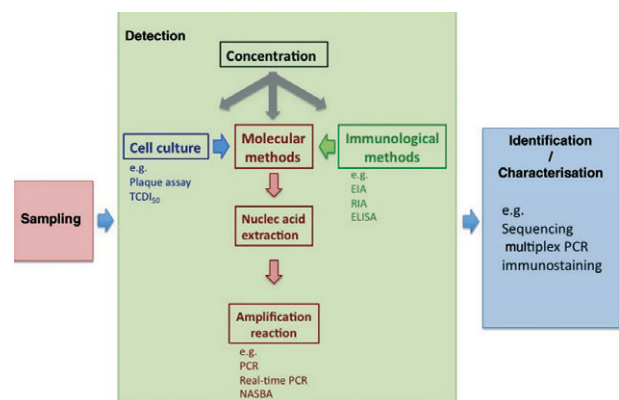 Detection
Concentration
Cell culture
e.g.
Plaque assay
TCDI₅₀
Molecular
methods
Immunological
methods
e.g.
EIA
RIA
ELISA
Sampling
Nuclec acid
extraction
Amplification
reaction
e.g.
PCR
Real-time PCR
NASBA
Identification
/
Characterisation
e.g.
Sequencing
multiplex PCR
immunostaining